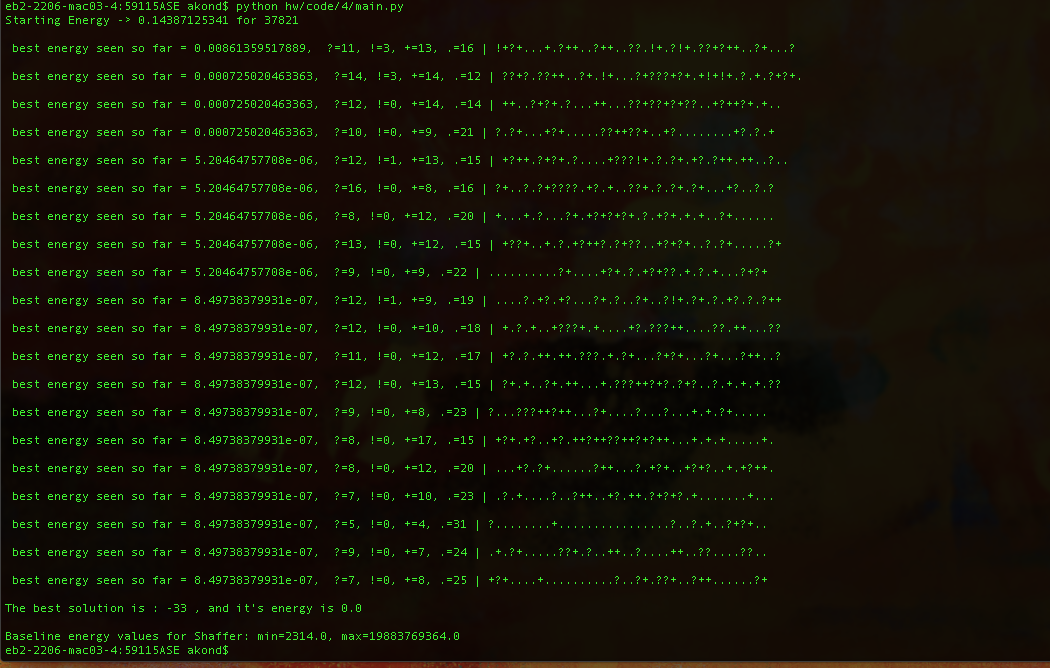 eb2-2206-mac03-4:59115ASE akond$ python hw/code/4/main.py
Starting Energy -> 0.14387125341 for 37821
best energy seen so far = 0.00861359517889,  ?=11, !=3, +=13, .=16 | !+?+...+.?++..?++..??.!+.?!+.??+?++..?+...?
best energy seen so far = 0.000725020463363,  ?=14, !=3, +=14, .=12 | ??+?.??++..?+.!+...?+???+?+.+!+!+.?.+.?+?+.
best energy seen so far = 0.000725020463363,  ?=12, !=0, +=14, .=14 | ++..?+?+.?...++...??+??+?+??..+?++?+.+..
best energy seen so far = 0.000725020463363,  ?=10, !=0, +=9, .=21 | ?.?+...+?+.....??++??+..+?........+?.?.+
best energy seen so far = 5.20464757708e-06,  ?=12, !=1, +=13, .=15 | +?++.?+?+.?....+???!+.?.?+.+?.?++.++..?..
best energy seen so far = 5.20464757708e-06,  ?=16, !=0, +=8, .=16 | ?+..?.?+????.+?.+..??+.?.?+.?+...+?..?.?
best energy seen so far = 5.20464757708e-06,  ?=8, !=0, +=12, .=20 | +...+.?...?+.+?+?++?+.?.+?+.+.+..?+......
best energy seen so far = 5.20464757708e-06,  ?=13, !=0, +=12, .=15 | +??+..+.?.+?++?.?+??..+?+?+..?.?+.....?+
best energy seen so far = 5.20464757708e-06,  ?=9, !=0, +=9, .=22 | ..........?+....+?+.?.+?+??.+.?+...?+?+
best energy seen so far = 8.49738379931e-07,  ?=12, !=1, +=9, .=19 | ....?.+?.+?...?+.?..?+..?!+.?+.?.+?.?.?++
best energy seen so far = 8.49738379931e-07,  ?=12, !=0, +=10, .=18 | +.?.+..+???+.+....+?.???++....??.++...??
best energy seen so far = 8.49738379931e-07,  ?=11, !=0, +=12, .=17 | +?.?.++.++.???.+.?+...?+?++...?+...?++..?
best energy seen so far = 8.49738379931e-07,  ?=12, !=0, +=13, .=15 | ?+.+..?+.++...+.???++?+?.?+?..?.+.+.+.??
best energy seen so far = 8.49738379931e-07,  ?=9, !=0, +=8, .=23 | ?...???++?++...?+....?...?...+.+.?+.....
best energy seen so far = 8.49738379931e-07,  ?=8, !=0, +=17, .=15 | +?+.+?..+?.++?++??++?+?++...+.+.....+.
best energy seen so far = 8.49738379931e-07,  ?=8, !=0, +=12, .=20 | ...+?.?+......?++...?.+?+..+?+?..+.+?++.
best energy seen so far = 8.49738379931e-07,  ?=7, !=0, +=10, .=23 | .?.+....?..?++..+?.++.?+?+?.+.......+...
best energy seen so far = 8.49738379931e-07,  ?=5, !=0, +=4, .=31 | ?........+................?..?.+..+?+?+..
best energy seen so far = 8.49738379931e-07,  ?=9, !=0, +=7, .=24 | .+.?+.....??+.?..++..?....++..??....??..
best energy seen so far = 8.49738379931e-07,  ?=7, !=0, +=8, .=25 | +?+....+..........?..?+.??+..?++......?+
The best solution is : -33 , and it's energy is 0.0
Baseline energy values for Shaffer: min=2314.0, max=19883769364.0
eb2-2206-mac03-4:59115ASE akond$